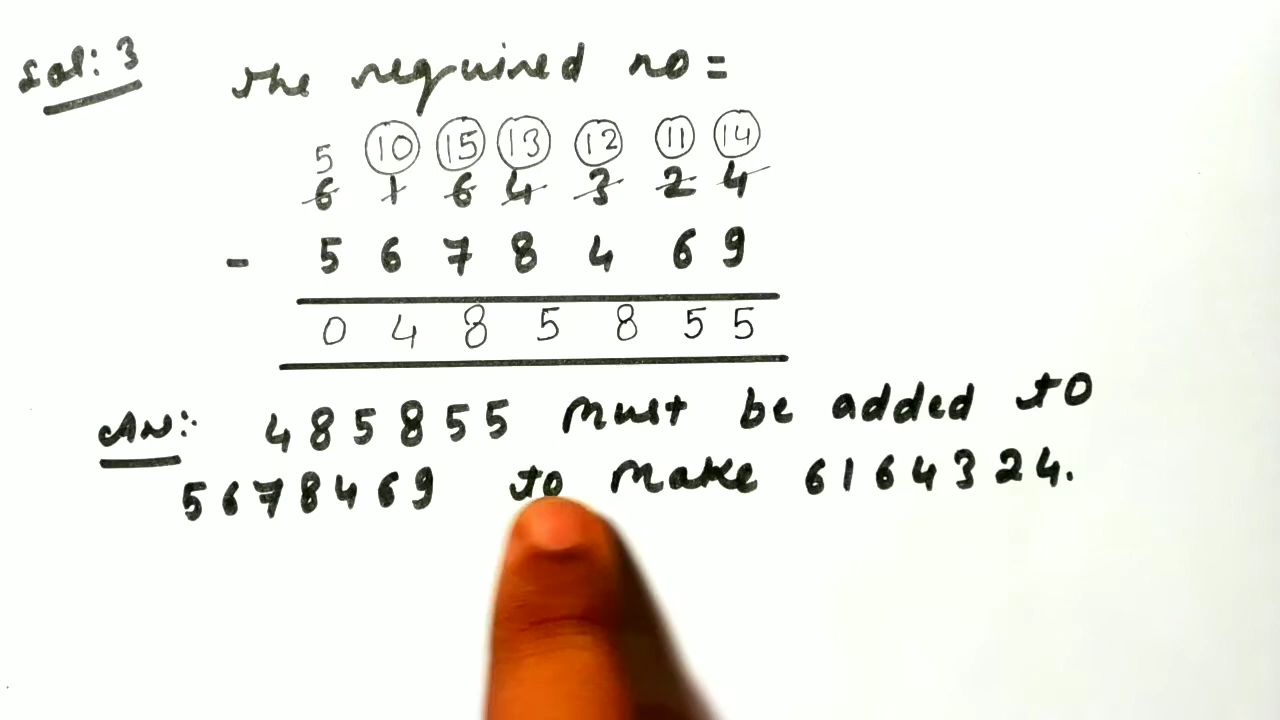 Sol: 3 The required no =
5 10 15 13 12 11 14
6 1 6 4 3 2 4
- 5 6 7 8 4 6 9
0 4 8 5 8 5 5
An: 485855 must be added to
5678469 to make 6164324.